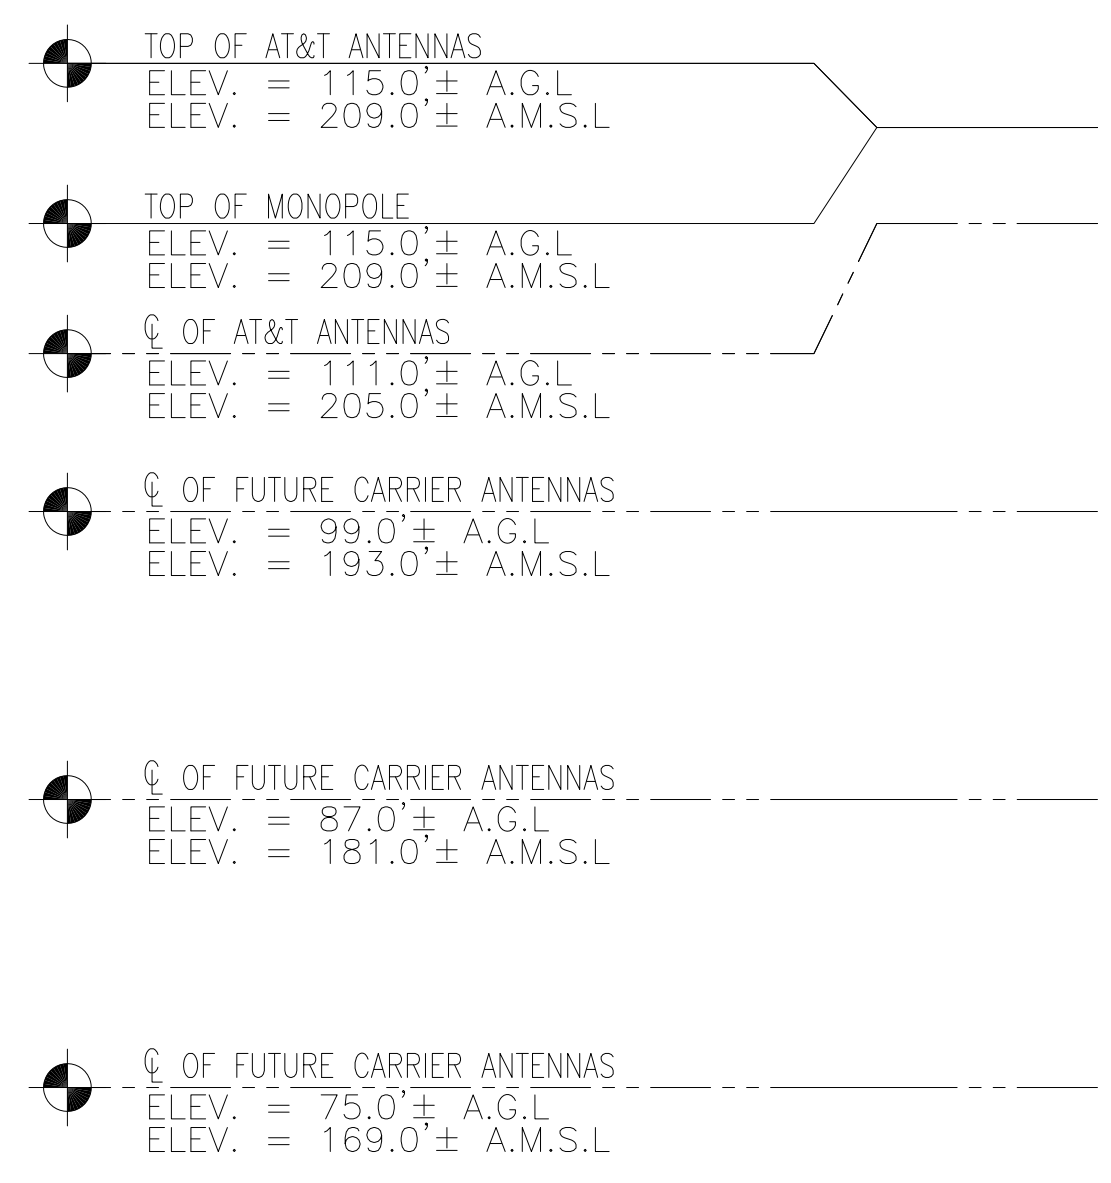 TOP OF AT&T ANTENNAS
ELEV. = 115.0'± A.G.L
ELEV. = 209.0'± A.M.S.L
TOP OF MONOPOLE
ELEV. = 115.0'± A.G.L
ELEV. = 209.0'± A.M.S.L
℄ OF AT&T ANTENNAS
ELEV. = 111.0'± A.G.L
ELEV. = 205.0'± A.M.S.L
℄ OF FUTURE CARRIER ANTENNAS
ELEV. = 99.0'± A.G.L
ELEV. = 193.0'± A.M.S.L
℄ OF FUTURE CARRIER ANTENNAS
ELEV. = 87.0'± A.G.L
ELEV. = 181.0'± A.M.S.L
℄ OF FUTURE CARRIER ANTENNAS
ELEV. = 75.0'± A.G.L
ELEV. = 169.0'± A.M.S.L